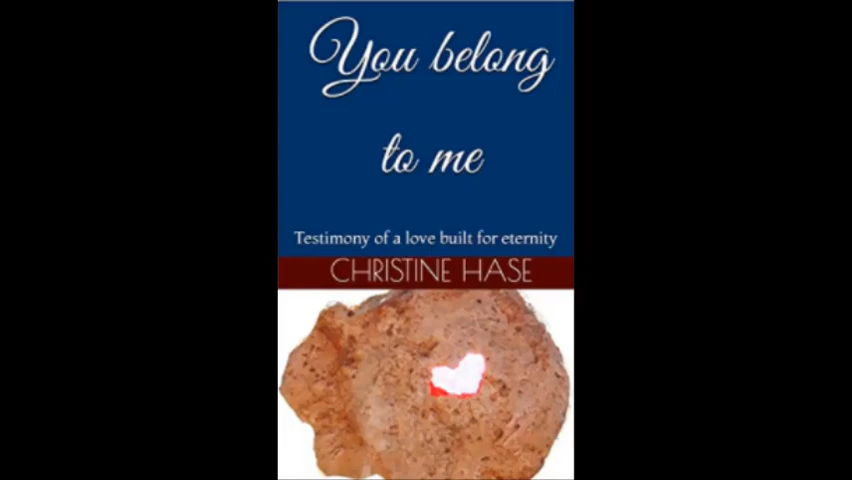 You belong
to me
Testimony of a love built for eternity
CHRISTINE HASE